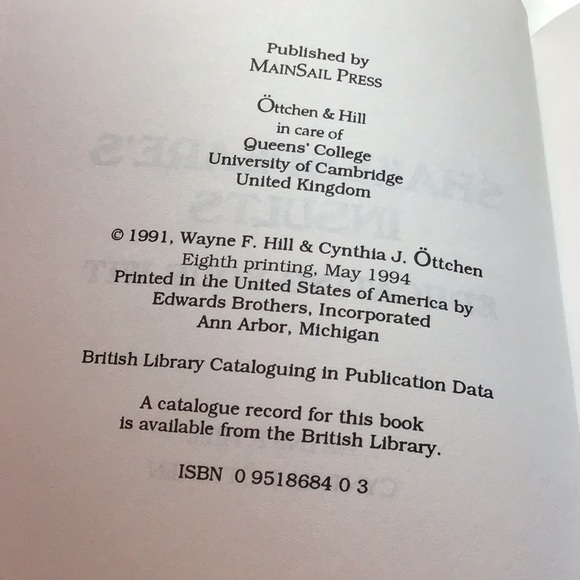 Published by
MAINSAIL PRESS
Öttchen & Hill
in care of
Queens' College
University of Cambridge
United Kingdom
© 1991, Wayne F. Hill & Cynthia J. Öttchen
Eighth printing, May 1994
Printed in the United States of America by
Edwards Brothers, Incorporated
Ann Arbor, Michigan
British Library Cataloguing in Publication Data
A catalogue record for this book
is available from the British Library.
ISBN 0 9518684 0 3